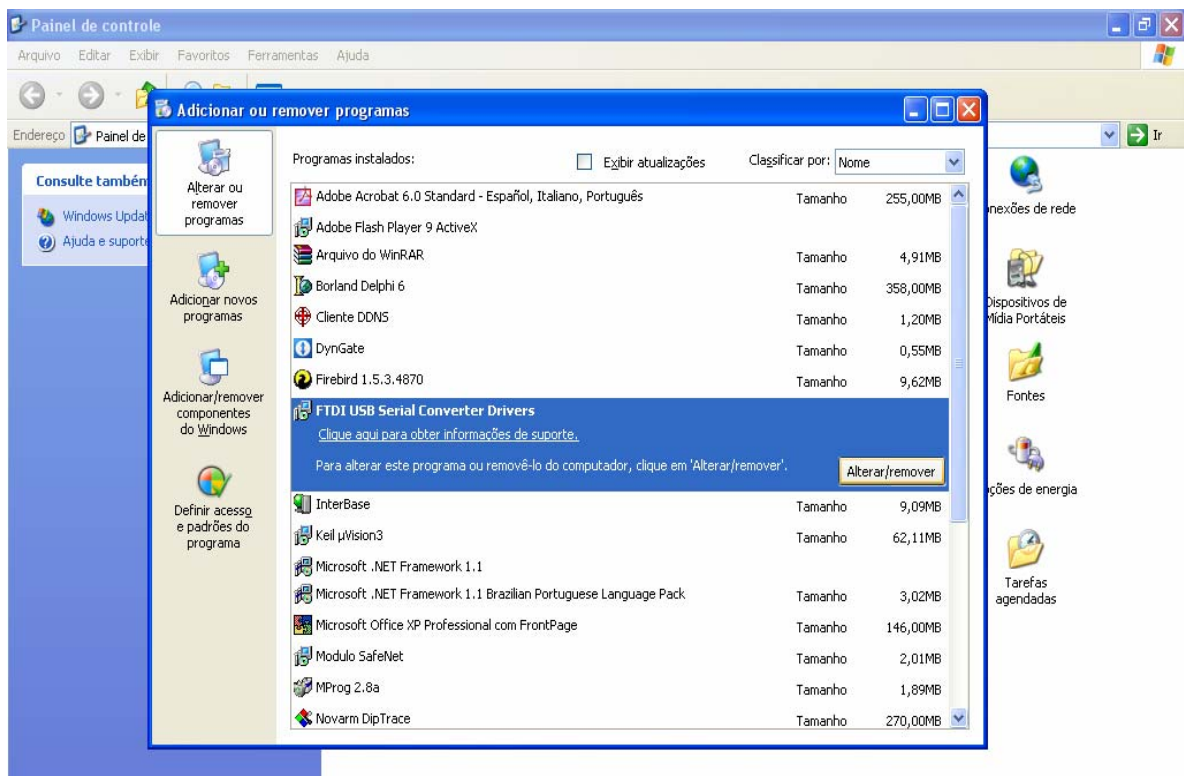 Painel de controle
Arquivo Editar Exibir Favoritos Ferramentas Ajuda
Endereço Painel de
Ir
Consulte também
Windows Updat
Ajuda e suporte
Adicionar ou remover programas
Alterar ou
remover
programas
Adicionar novos
programas
Adicionar/remover
componentes
do Windows
Definir acesso
e padrões do
programa
Programas instalados:
Exibir atualizações
Classificar por: Nome
Adobe Acrobat 6.0 Standard - Español, Italiano, Português Tamanho 255,00MB
Adobe Flash Player 9 ActiveX
Arquivo do WinRAR Tamanho 4,91MB
Borland Delphi 6 Tamanho 358,00MB
Cliente DDNS Tamanho 1,20MB
DynGate Tamanho 0,55MB
Firebird 1.5.3.4870 Tamanho 9,62MB
FTDI USB Serial Converter Drivers
Clique aqui para obter informações de suporte.
Para alterar este programa ou removê-lo do computador, clique em 'Alterar/remover'. Alterar/remover
InterBase Tamanho 9,09MB
Keil µVision3 Tamanho 62,11MB
Microsoft .NET Framework 1.1
Microsoft .NET Framework 1.1 Brazilian Portuguese Language Pack Tamanho 3,02MB
Microsoft Office XP Professional com FrontPage Tamanho 146,00MB
Modulo SafeNet Tamanho 2,01MB
MProg 2.8a Tamanho 1,89MB
Novarm DipTrace Tamanho 270,00MB
nexões de rede
Dispositivos de
Mídia Portáteis
Fontes
ções de energia
Tarefas
agendadas